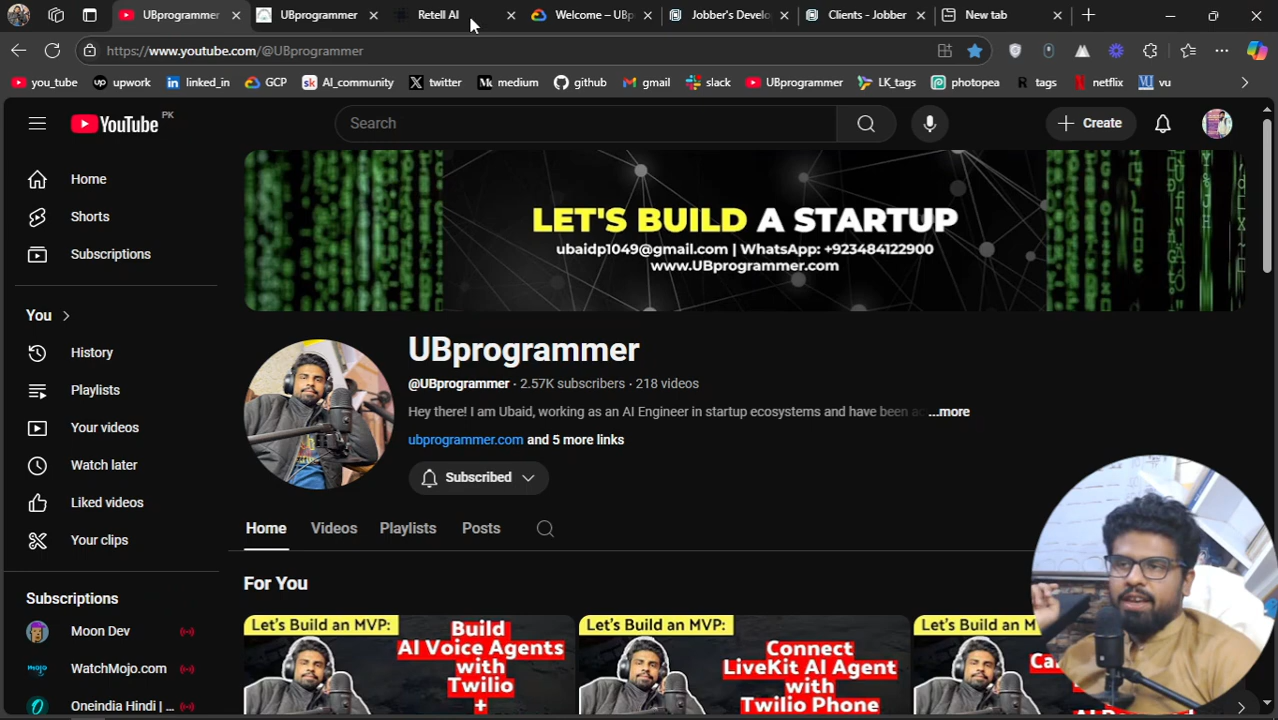 UBprogrammer
UBprogrammer
Retell AI
Welcome – UBp
Jobber's Develo
Clients - Jobber
New tab
https://www.youtube.com/@UBprogrammer
you_tube
upwork
linked_in
GCP
AI_community
twitter
medium
github
gmail
slack
UBprogrammer
LK_tags
photopea
tags
netflix
vu
YouTube PK
Search
Create
Home
Shorts
Subscriptions
You
History
Playlists
Your videos
Watch later
Liked videos
Your clips
Subscriptions
Moon Dev
WatchMojo.com
Oneindia Hindi | ...
LET'S BUILD A STARTUP
ubaidp1049@gmail.com | WhatsApp: +923484122900
www.UBprogrammer.com
UBprogrammer
@UBprogrammer · 2.57K subscribers · 218 videos
Hey there! I am Ubaid, working as an AI Engineer in startup ecosystems and have been ...more
ubprogrammer.com and 5 more links
Subscribed
Home
Videos
Playlists
Posts
For You
Let's Build an MVP:
Build
AI Voice Agents
with
Twilio
+
Let's Build an MVP:
Connect
LiveKit AI Agent
with
Twilio Phone
Let's Build an M